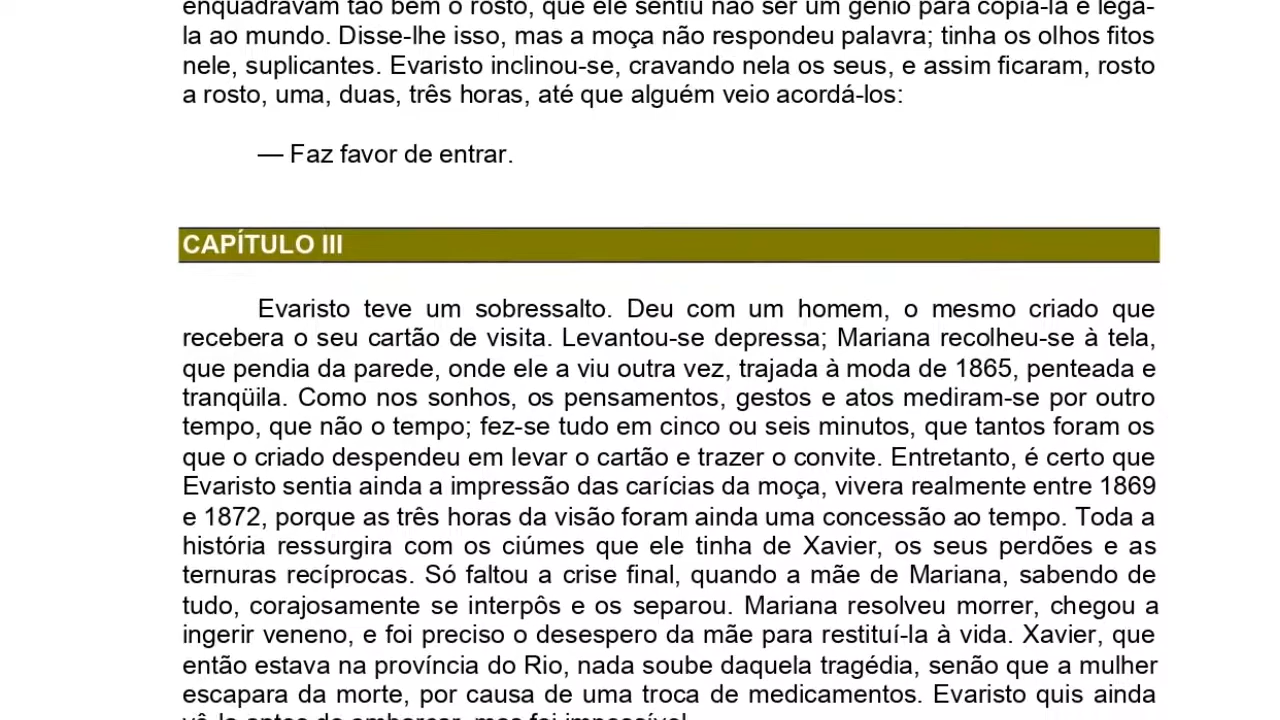 enquadravam tão bem o rosto, que ele sentiu não ser um gênio para copiá-la e legá-
la ao mundo. Disse-lhe isso, mas a moça não respondeu palavra; tinha os olhos fitos
nele, suplicantes. Evaristo inclinou-se, cravando nela os seus, e assim ficaram, rosto
a rosto, uma, duas, três horas, até que alguém veio acordá-los:
— Faz favor de entrar.
CAPÍTULO III
Evaristo teve um sobressalto. Deu com um homem, o mesmo criado que
recebera o seu cartão de visita. Levantou-se depressa; Mariana recolheu-se à tela,
que pendia da parede, onde ele a viu outra vez, trajada à moda de 1865, penteada e
tranqüila. Como nos sonhos, os pensamentos, gestos e atos mediram-se por outro
tempo, que não o tempo; fez-se tudo em cinco ou seis minutos, que tantos foram os
que o criado despendeu em levar o cartão e trazer o convite. Entretanto, é certo que
Evaristo sentia ainda a impressão das carícias da moça, vivera realmente entre 1869
e 1872, porque as três horas da visão foram ainda uma concessão ao tempo. Toda a
história ressurgira com os ciúmes que ele tinha de Xavier, os seus perdões e as
ternuras recíprocas. Só faltou a crise final, quando a mãe de Mariana, sabendo de
tudo, corajosamente se interpôs e os separou. Mariana resolveu morrer, chegou a
ingerir veneno, e foi preciso o desespero da mãe para restituí-la à vida. Xavier, que
então estava na província do Rio, nada soube daquela tragédia, senão que a mulher
escapara da morte, por causa de uma troca de medicamentos. Evaristo quis ainda
vê-la antes de embarcar, mas foi impossível.